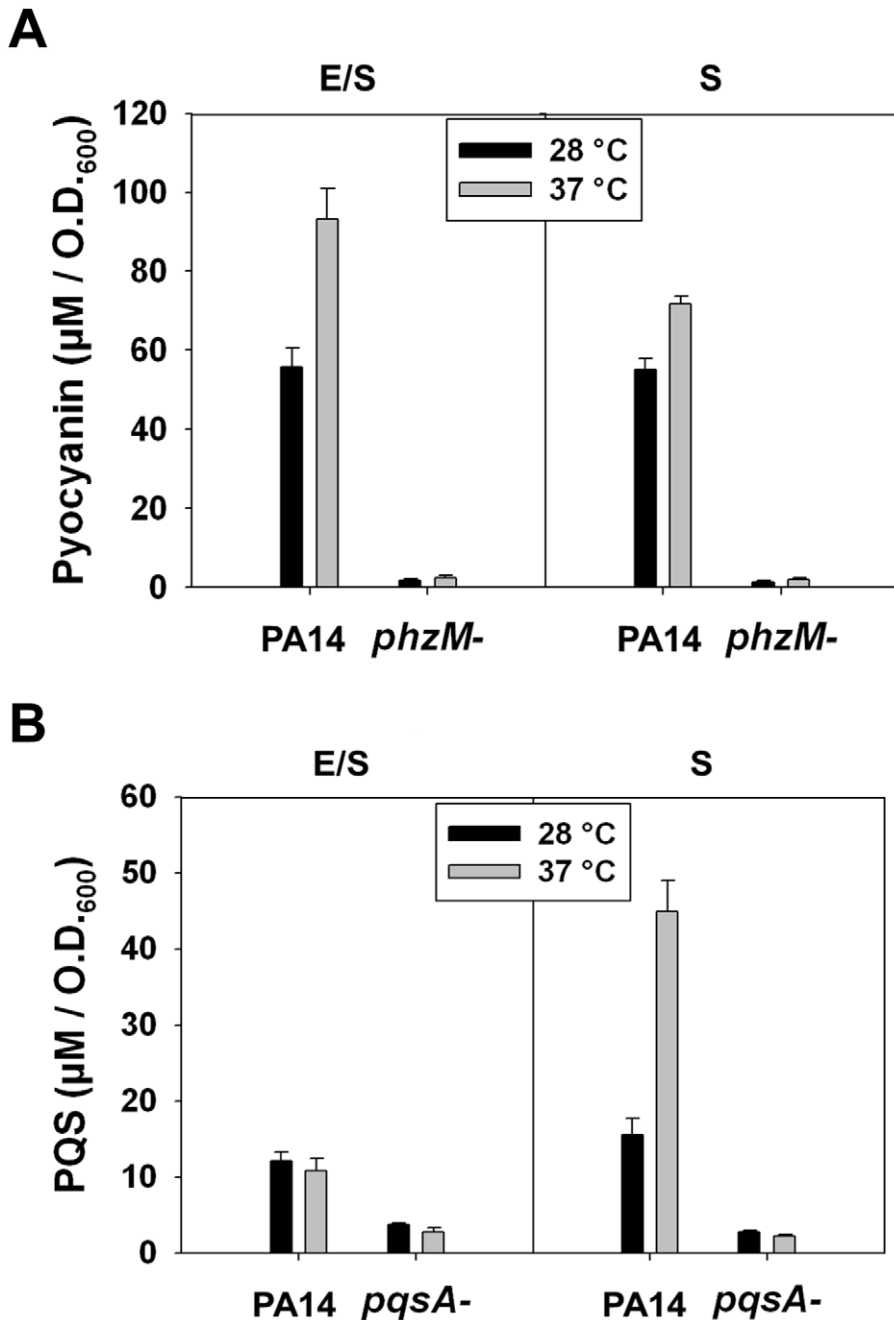 A
E/S S
28 °C
37 °C
Pyocyanin (µM / O.D.600)
120
100
80
60
40
20
0
PA14 phzM- PA14 phzM-
B
E/S S
28 °C
37 °C
PQS (µM / O.D.600)
60
50
40
30
20
10
0
PA14 pqsA- PA14 pqsA-